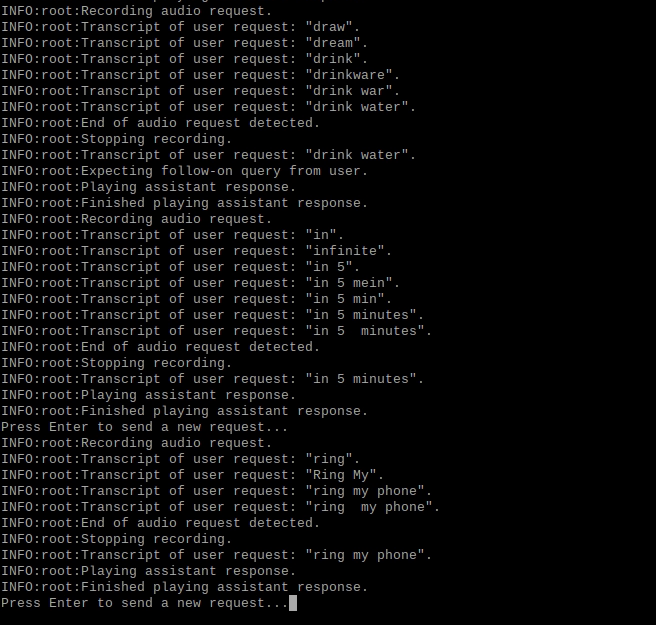 INFO:root:Recording audio request.
INFO:root:Transcript of user request: "draw".
INFO:root:Transcript of user request: "dream".
INFO:root:Transcript of user request: "drink".
INFO:root:Transcript of user request: "drinkware".
INFO:root:Transcript of user request: "drink war".
INFO:root:Transcript of user request: "drink water".
INFO:root:End of audio request detected.
INFO:root:Stopping recording.
INFO:root:Transcript of user request: "drink water".
INFO:root:Expecting follow-on query from user.
INFO:root:Playing assistant response.
INFO:root:Finished playing assistant response.
INFO:root:Recording audio request.
INFO:root:Transcript of user request: "in".
INFO:root:Transcript of user request: "infinite".
INFO:root:Transcript of user request: "in 5".
INFO:root:Transcript of user request: "in 5 mein".
INFO:root:Transcript of user request: "in 5 min".
INFO:root:Transcript of user request: "in 5 minutes".
INFO:root:Transcript of user request: "in 5  minutes".
INFO:root:End of audio request detected.
INFO:root:Stopping recording.
INFO:root:Transcript of user request: "in 5 minutes".
INFO:root:Playing assistant response.
INFO:root:Finished playing assistant response.
Press Enter to send a new request...
INFO:root:Recording audio request.
INFO:root:Transcript of user request: "ring".
INFO:root:Transcript of user request: "Ring My".
INFO:root:Transcript of user request: "ring my phone".
INFO:root:Transcript of user request: "ring  my phone".
INFO:root:End of audio request detected.
INFO:root:Stopping recording.
INFO:root:Transcript of user request: "ring my phone".
INFO:root:Playing assistant response.
INFO:root:Finished playing assistant response.
Press Enter to send a new request...